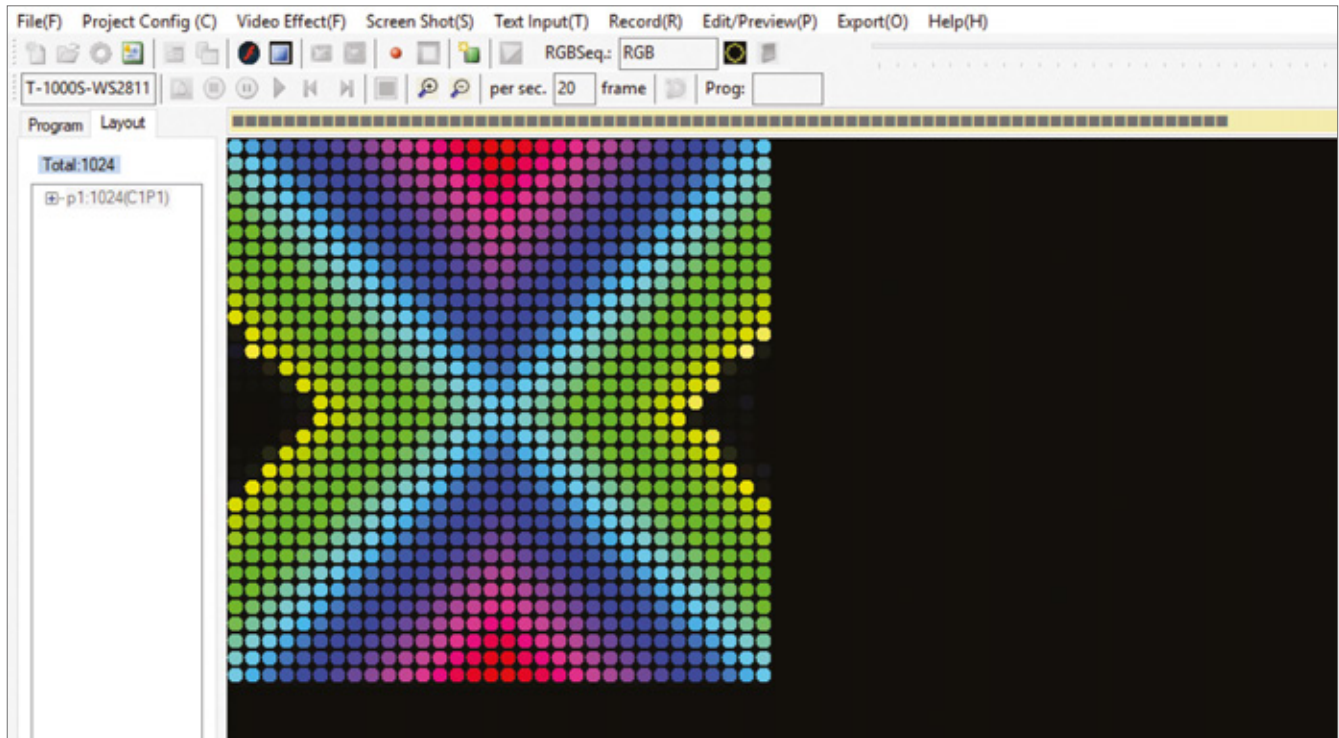 File(F) Project Config (C) Video Effect(F) Screen Shot(S) Text Input(T) Record(R) Edit/Preview(P) Export(O) Help(H)
RGBSeq.: RGB
T-1000S-WS2811 per sec. 20 frame Prog:
Program Layout
Total:1024
p1:1024(C1P1)